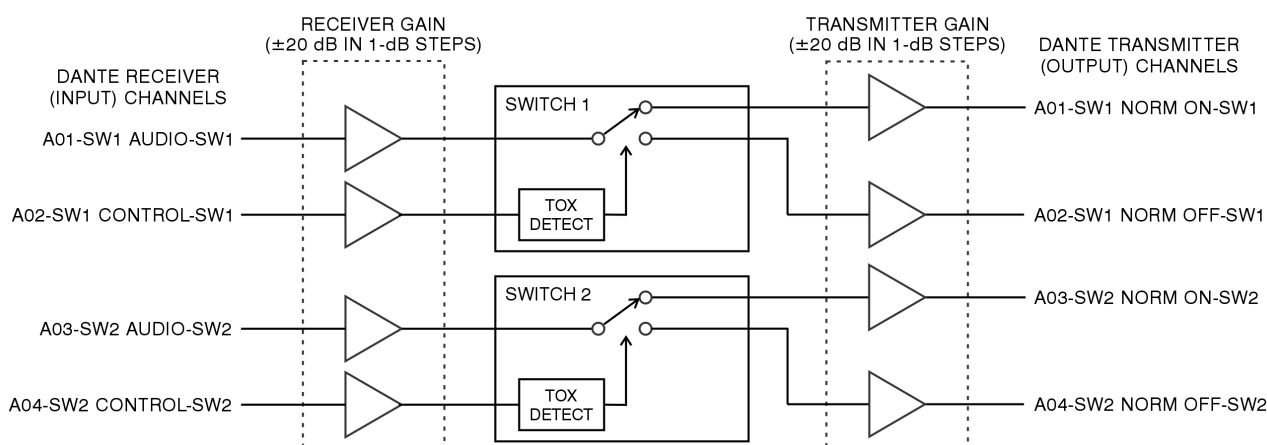 RECEIVER GAIN
(±20 dB IN 1-dB STEPS)
TRANSMITTER GAIN
(±20 dB IN 1-dB STEPS)
DANTE RECEIVER
(INPUT) CHANNELS
DANTE TRANSMITTER
(OUTPUT) CHANNELS
SWITCH 1
A01-SW1 AUDIO-SW1
A01-SW1 NORM ON-SW1
A02-SW1 CONTROL-SW1
TOX
DETECT
A02-SW1 NORM OFF-SW1
SWITCH 2
A03-SW2 AUDIO-SW2
A03-SW2 NORM ON-SW2
A04-SW2 CONTROL-SW2
TOX
DETECT
A04-SW2 NORM OFF-SW2